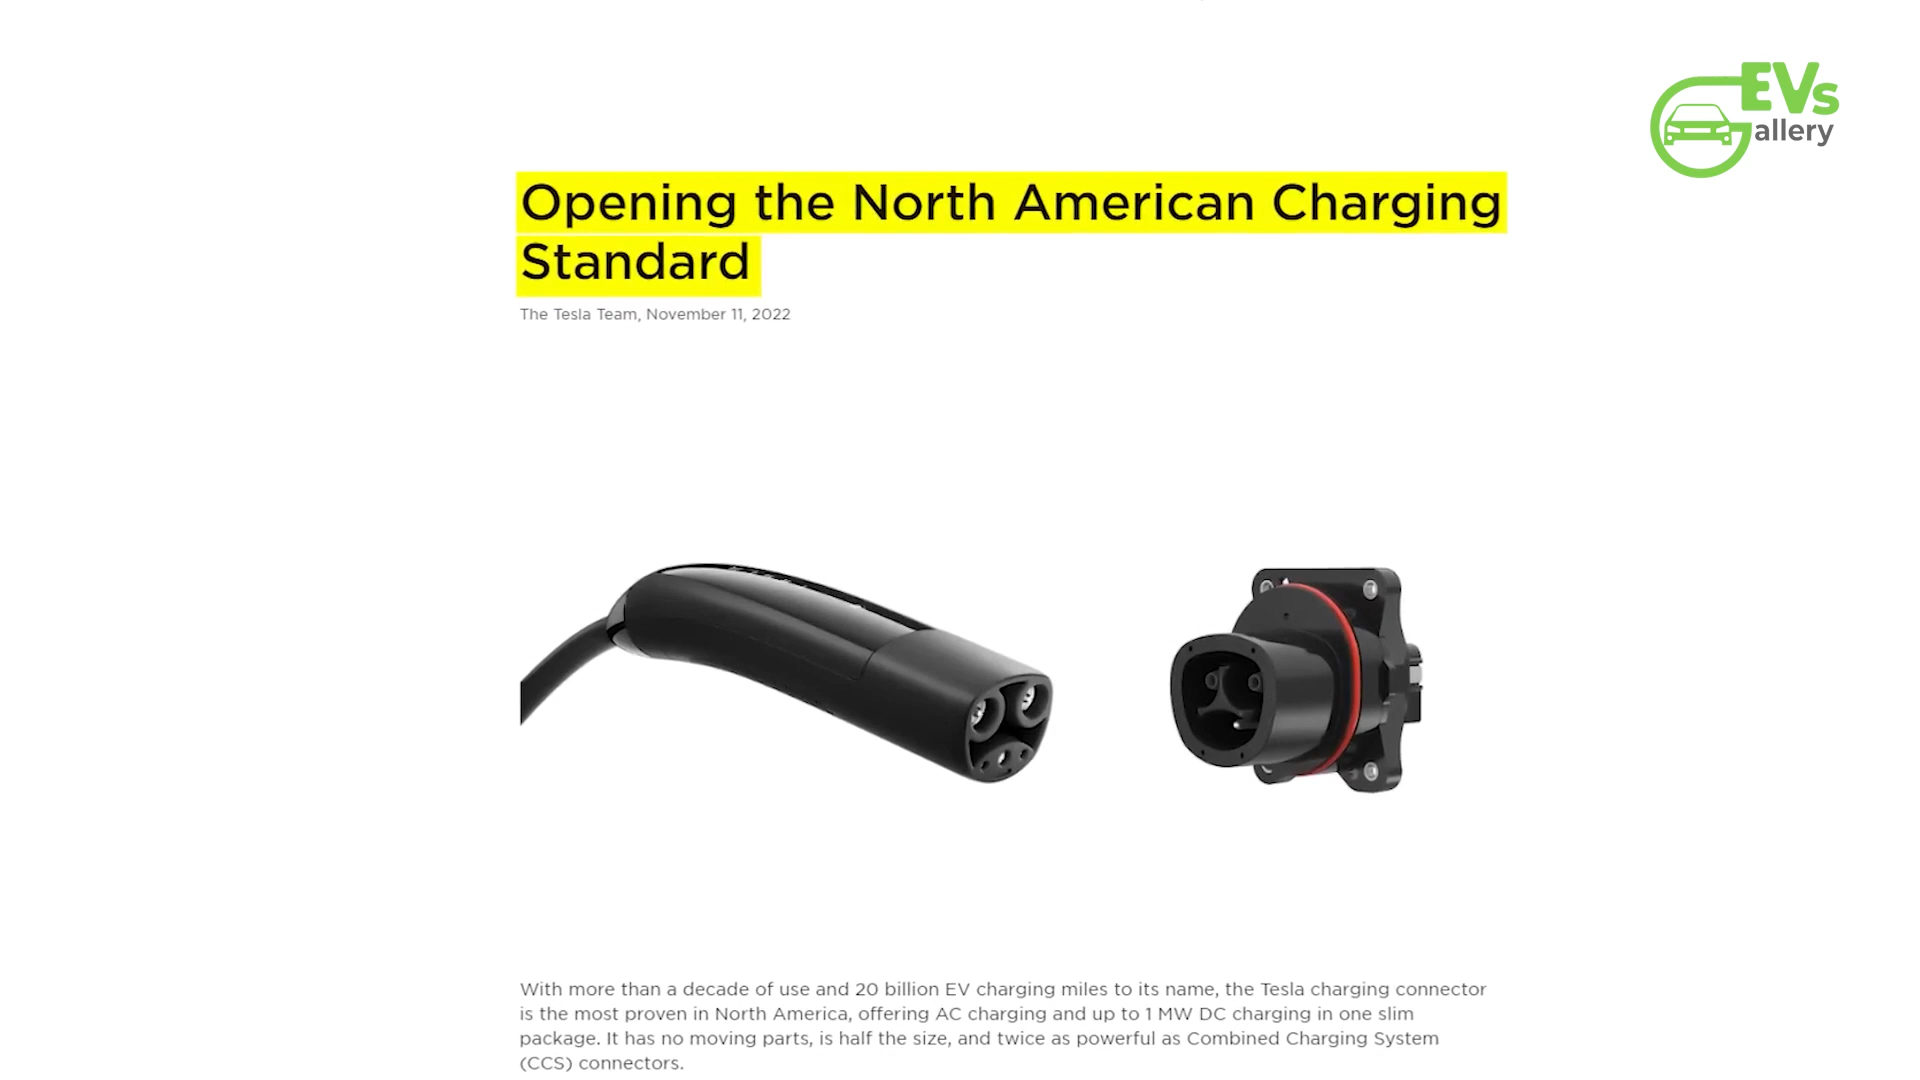 EVs
allery
Opening the North American Charging
Standard
The Tesla Team, November 11, 2022
With more than a decade of use and 20 billion EV charging miles to its name, the Tesla charging connector
is the most proven in North America, offering AC charging and up to 1 MW DC charging in one slim
package. It has no moving parts, is half the size, and twice as powerful as Combined Charging System
(CCS) connectors.